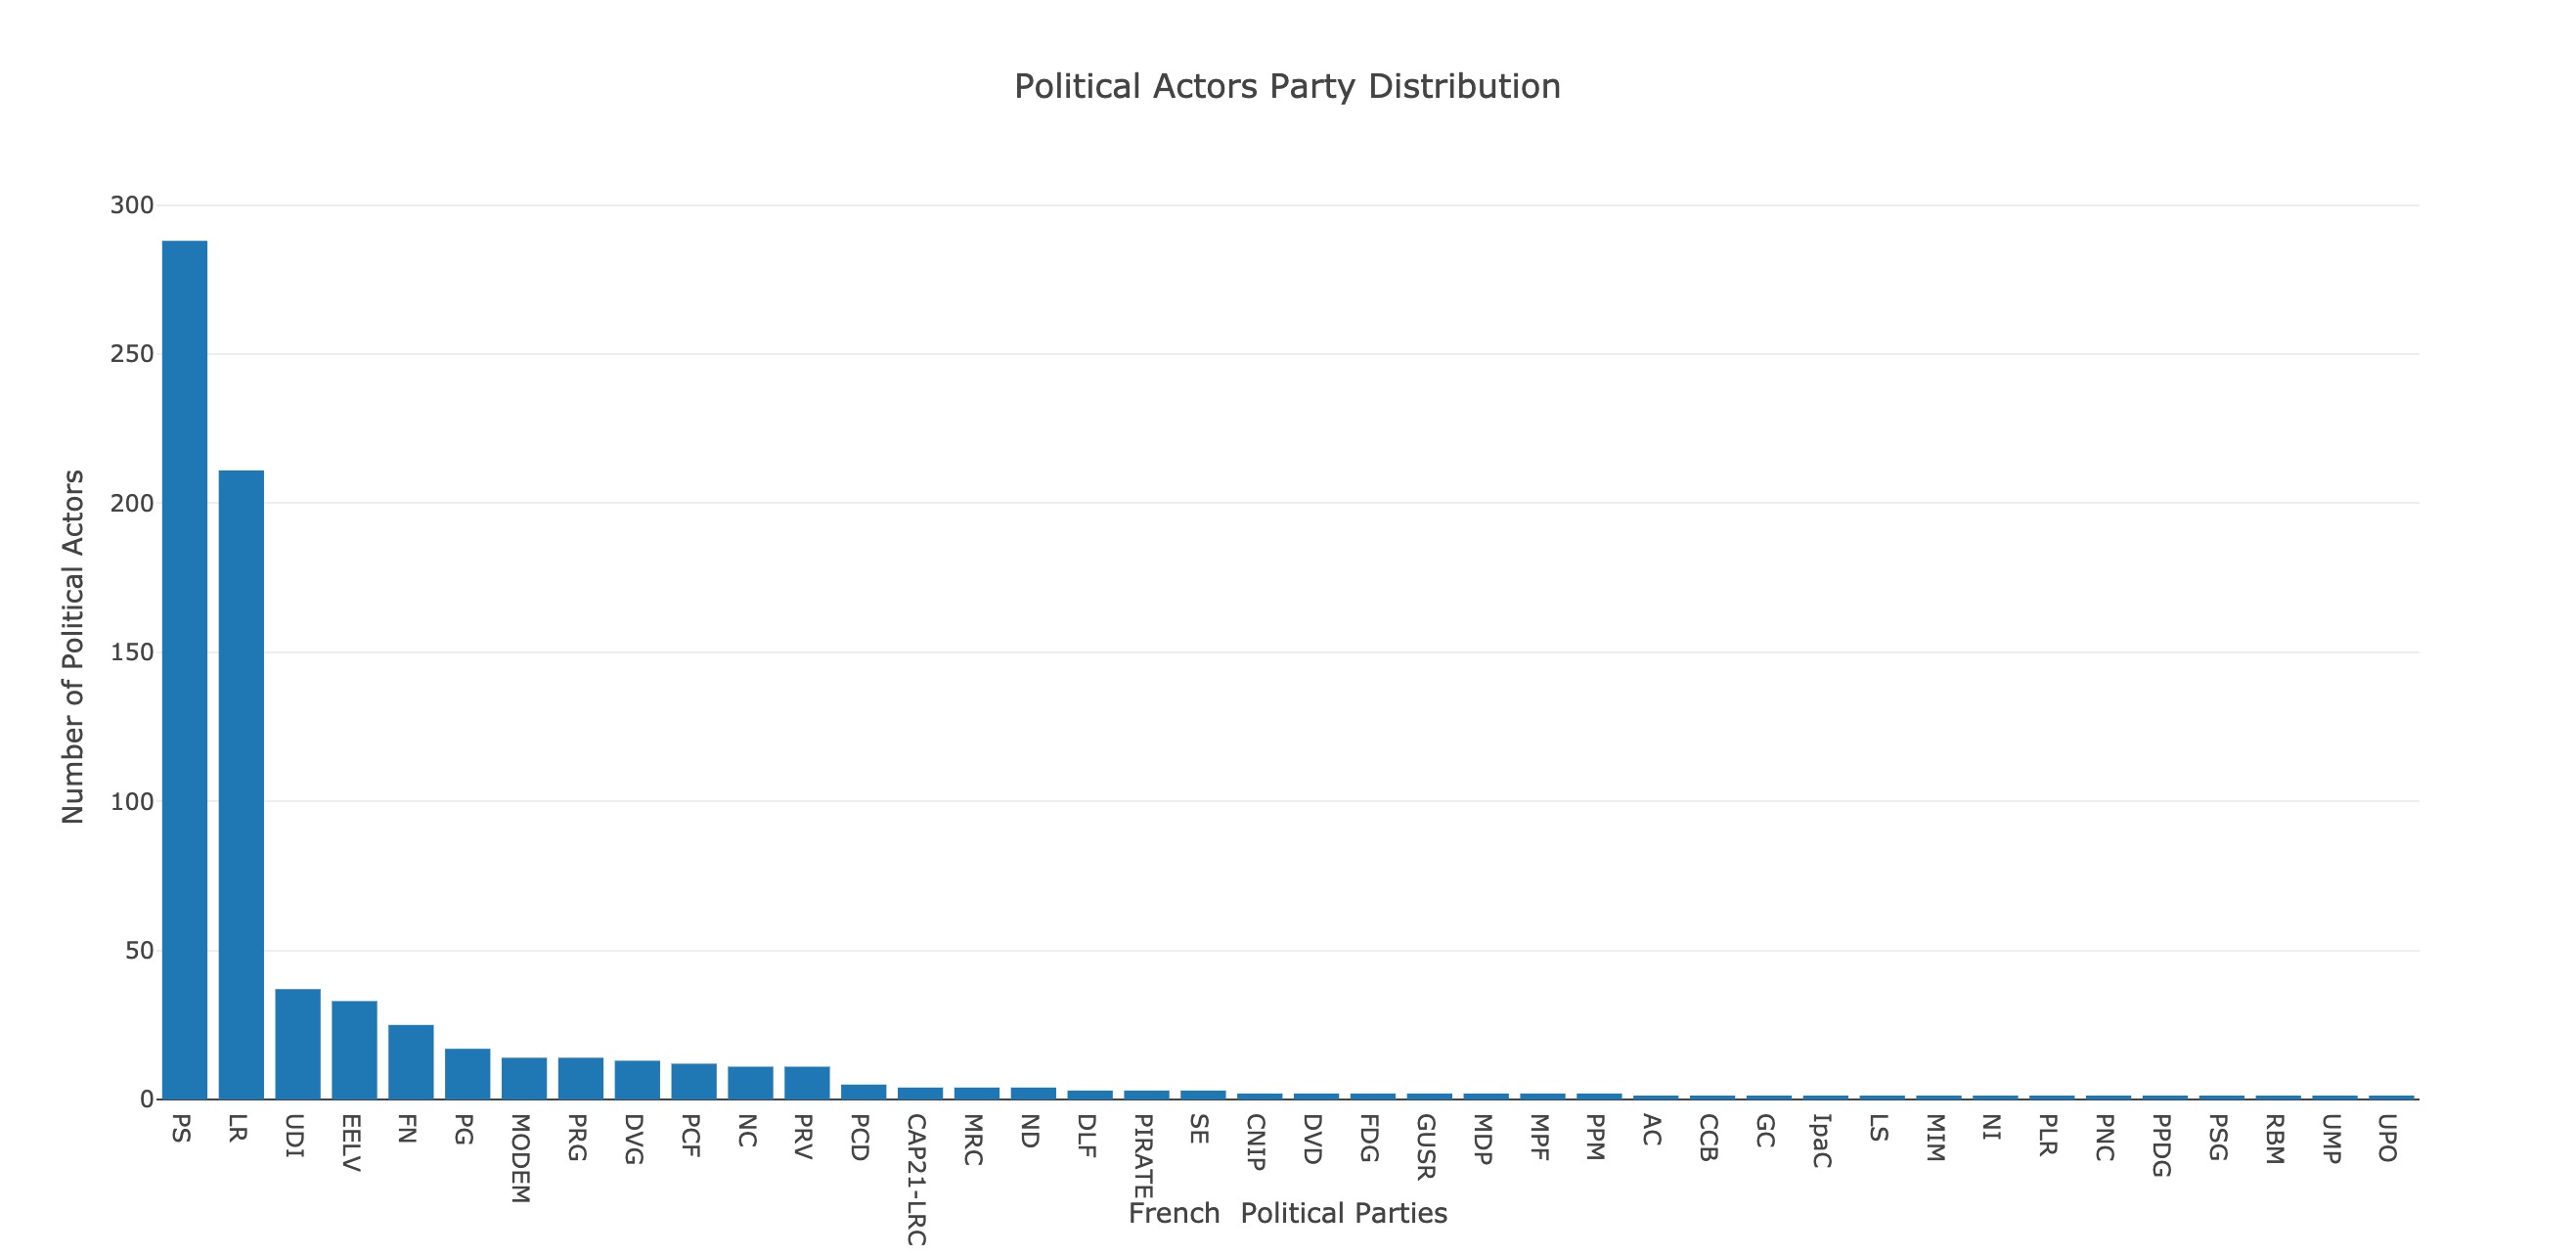 Political Actors Party Distribution
300
250
200
150
100
50
0
Number of Political Actors
PS
LR
UDI
EELV
FN
PG
MODEM
PRG
DVG
PCF
NC
PRV
PCD
CAP21-LRC
MRC
ND
DLF
PIRATE
SE
CNIP
DVD
FDG
GUSR
MDP
MPF
PPM
AC
CCB
GC
IpaC
LS
MIM
NI
PLR
PNC
PPDG
PSG
RBM
UMP
UPO
French  Political Parties